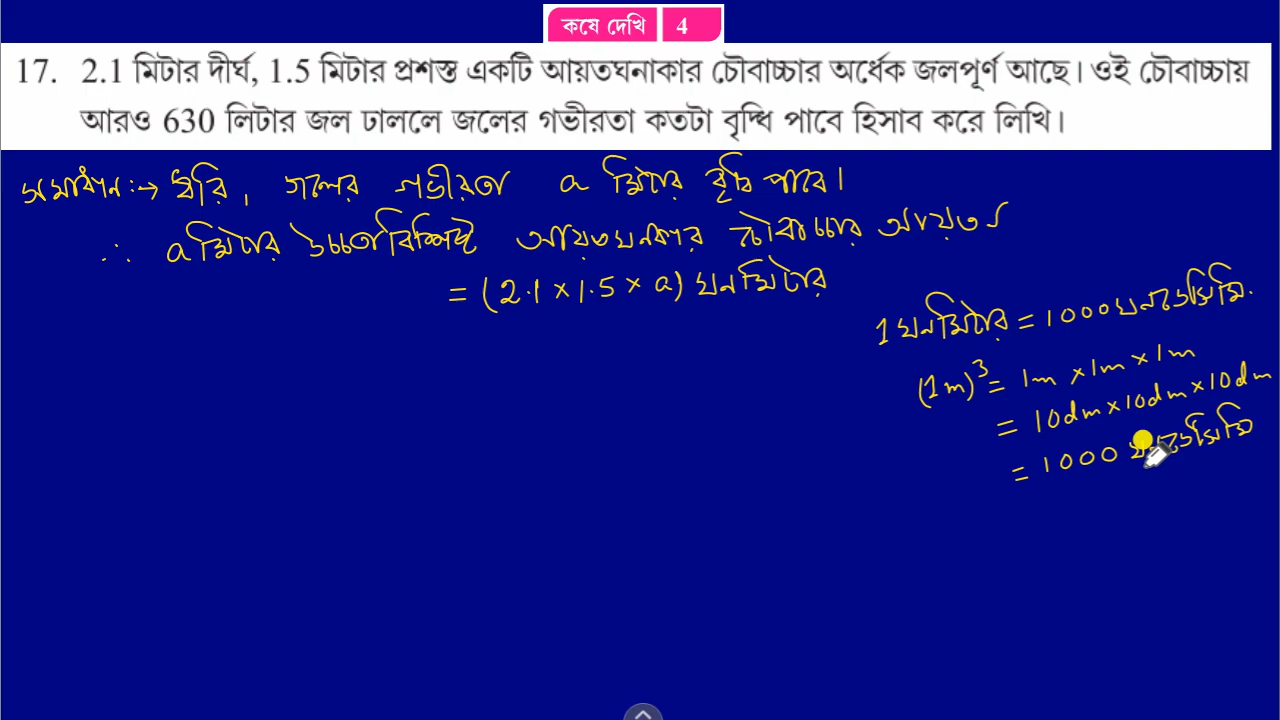 কষে দেখি 4
17. 2.1 মিটার দীর্ঘ, 1.5 মিটার প্রশস্ত একটি আয়তঘনাকার চৌবাচ্চার অর্ধেক জলপূর্ণ আছে। ওই চৌবাচ্চায়
আরও 630 লিটার জল ঢাললে জলের গভীরতা কতটা বৃদ্ধি পাবে হিসাব করে লিখি।
সমাধান:→ ধরি, জলের গভীরতা a মিটার বৃদ্ধি পাবে।
∴ a মিটার উচ্চতাবিশিষ্ট আয়তঘনাকার চৌবাচ্চার আয়তন
= (2.1 × 1.5 × a) ঘনমিটার
1 ঘনমিটার = 1000 ঘনডেসিমি.
(1m)³ = 1m × 1m × 1m
= 10dm × 10dm × 10dm
= 1000 ঘনডেসিমি